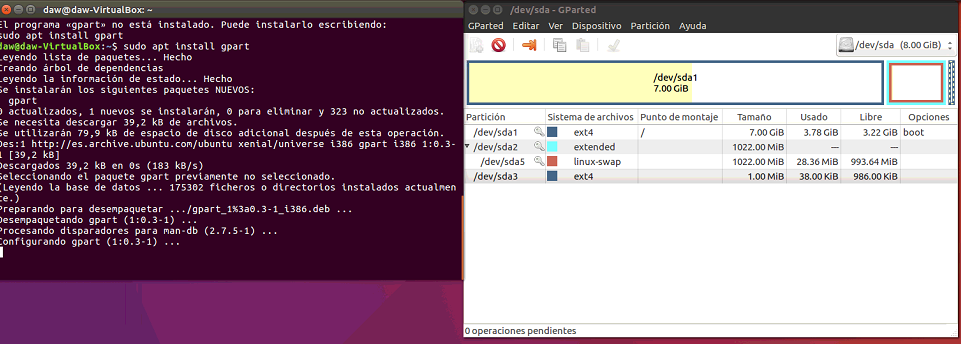 daw@daw-VirtualBox: ~
El programa «gpart» no está instalado. Puede instalarlo escribiendo:
sudo apt install gpart
daw@daw-VirtualBox:~$ sudo apt install gpart
Leyendo lista de paquetes... Hecho
Creando árbol de dependencias
Leyendo la información de estado... Hecho
Se instalarán los siguientes paquetes NUEVOS:
gpart
0 actualizados, 1 nuevos se instalarán, 0 para eliminar y 323 no actualizados.
Se necesita descargar 39,2 kB de archivos.
Se utilizarán 79,9 kB de espacio de disco adicional después de esta operación.
Des:1 http://es.archive.ubuntu.com/ubuntu xenial/universe i386 gpart i386 1:0.3-
1 [39,2 kB]
Descargados 39,2 kB en 0s (183 kB/s)
Seleccionando el paquete gpart previamente no seleccionado.
(Leyendo la base de datos ... 175302 ficheros o directorios instalados actualmen
te.)
Preparando para desempaquetar .../gpart_1%3a0.3-1_i386.deb ...
Desempaquetando gpart (1:0.3-1) ...
Procesando disparadores para man-db (2.7.5-1) ...
Configurando gpart (1:0.3-1) ...
/dev/sda - GParted
GParted Editar Ver Dispositivo Partición Ayuda
/dev/sda (8.00 GiB)
/dev/sda1
7.00 GiB
Partición Sistema de archivos Punto de montaje Tamaño Usado Libre Opciones
/dev/sda1 ext4 / 7.00 GiB 3.78 GiB 3.22 GiB boot
/dev/sda2 extended 1022.00 MiB — —
/dev/sda5 linux-swap 1022.00 MiB 28.36 MiB 993.64 MiB
/dev/sda3 ext4 1.00 MiB 38.00 KiB 986.00 KiB
0 operaciones pendientes